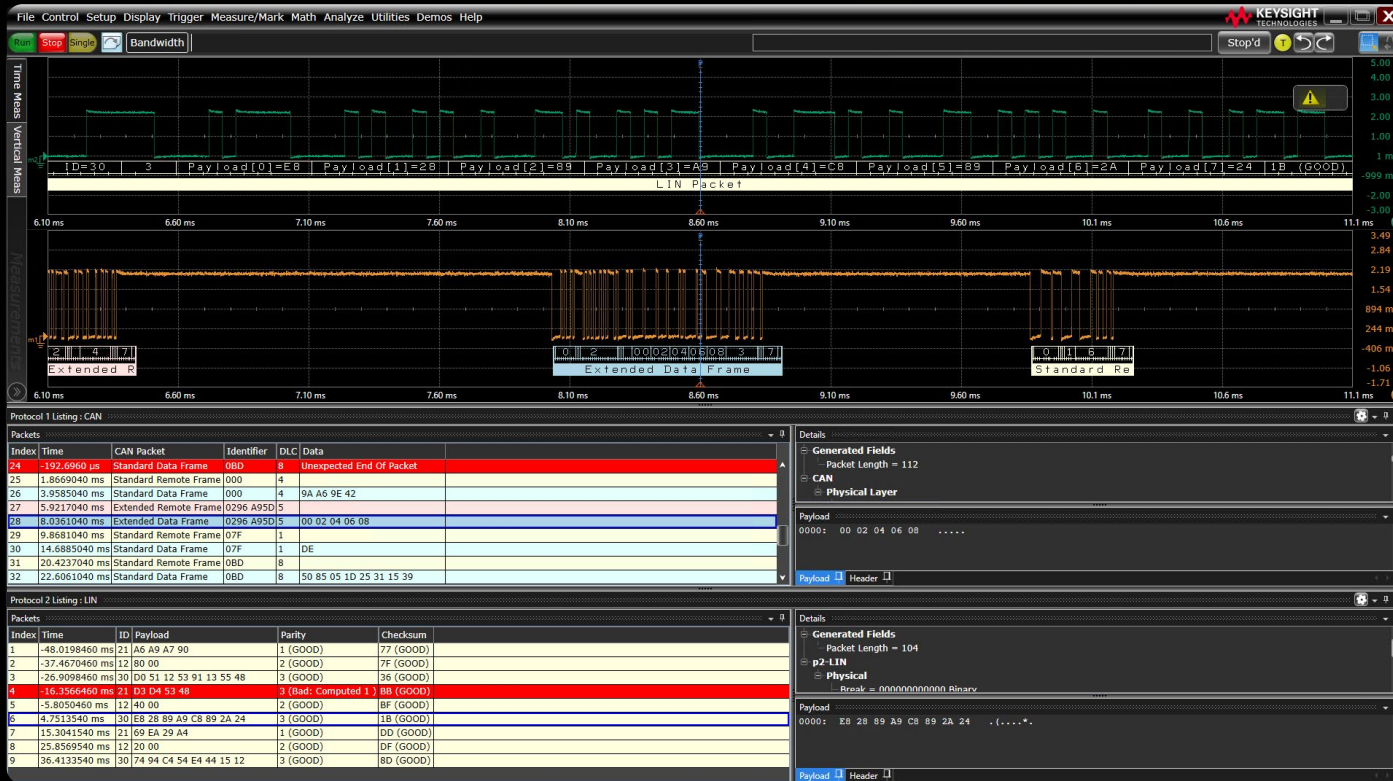 File Control Setup Display Trigger Measure/Mark Math Analyze Utilities Demos Help
KEYSIGHT
TECHNOLOGIES
Run Stop Single Bandwidth Stop'd T
Time Meas
Vertical Meas
Measurements
5.00
4.00
3.00
2.00
1.00
1 m
-999 m
-2.00
-3.00
m2
ID=30 3 Payload[0]=E8 Payload[1]=28 Payload[2]=89 Payload[3]=A9 Payload[4]=C8 Payload[5]=89 Payload[6]=2A Payload[7]=24 1B (GOOD)
LIN Packet
6.10 ms 6.60 ms 7.10 ms 7.60 ms 8.10 ms 8.60 ms 9.10 ms 9.60 ms 10.1 ms 10.6 ms 11.1 ms
3.49
2.84
2.19
1.54
894 m
244 m
-406 m
-1.06
-1.71
m1
2 4 7 0 2 00 02 04 06 08 3 7 0 1 6 7
Extended R Extended Data Frame Standard Re
6.10 ms 6.60 ms 7.10 ms 7.60 ms 8.10 ms 8.60 ms 9.10 ms 9.60 ms 10.1 ms 10.6 ms 11.1 ms
Protocol 1 Listing : CAN
Packets
Index Time CAN Packet Identifier DLC Data
24 -192.6960 µs Standard Data Frame 0BD 8 Unexpected End Of Packet
25 1.8669040 ms Standard Remote Frame 000 4
26 3.9585040 ms Standard Data Frame 000 4 9A A6 9E 42
27 5.9217040 ms Extended Remote Frame 0296 A95D 5
28 8.0361040 ms Extended Data Frame 0296 A95D 5 00 02 04 06 08
29 9.8681040 ms Standard Remote Frame 07F 1
30 14.6885040 ms Standard Data Frame 07F 1 DE
31 20.4237040 ms Standard Remote Frame 0BD 8
32 22.6061040 ms Standard Data Frame 0BD 8 50 85 05 1D 25 31 15 39
Details
Generated Fields
Packet Length = 112
CAN
Physical Layer
Payload
0000: 00 02 04 06 08 .....
Payload Header
Protocol 2 Listing : LIN
Packets
Index Time ID Payload Parity Checksum
1 -48.0198460 ms 21 A6 A9 A7 90 1 (GOOD) 77 (GOOD)
2 -37.4670460 ms 12 80 00 2 (GOOD) 7F (GOOD)
3 -26.9098460 ms 30 D0 51 12 53 91 13 55 48 3 (GOOD) 36 (GOOD)
4 -16.3566460 ms 21 D3 D4 53 48 3 (Bad: Computed 1 ) BB (GOOD)
5 -5.8050460 ms 12 40 00 2 (GOOD) BF (GOOD)
6 4.7513540 ms 30 E8 28 89 A9 C8 89 2A 24 3 (GOOD) 1B (GOOD)
7 15.3041540 ms 21 69 EA 29 A4 1 (GOOD) DD (GOOD)
8 25.8569540 ms 12 20 00 2 (GOOD) DF (GOOD)
9 36.4133540 ms 30 74 94 C4 54 E4 44 15 12 3 (GOOD) 8D (GOOD)
Details
Generated Fields
Packet Length = 104
p2-LIN
Physical
Break = 000000000000 Binary
Payload
0000: E8 28 89 A9 C8 89 2A 24 .(....*.
Payload Header